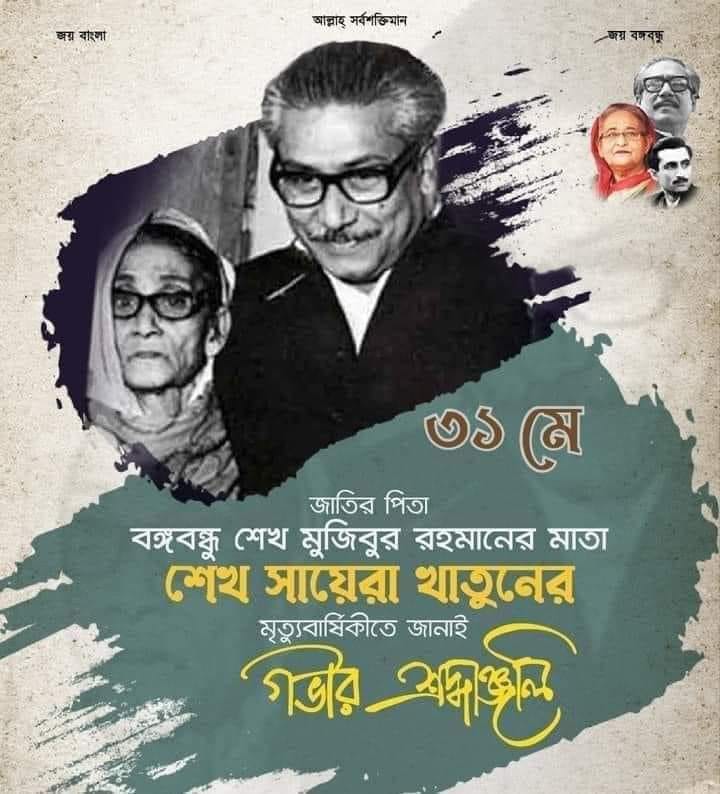 আল্লাহ্ সর্বশক্তিমান
জয় বাংলা
জয় বঙ্গবন্ধু
৩১ মে
জাতির পিতা
বঙ্গবন্ধু শেখ মুজিবুর রহমানের মাতা
শেখ সায়েরা খাতুনের
মৃত্যুবার্ষিকীতে জানাই
গভীর শ্রদ্ধাঞ্জলি